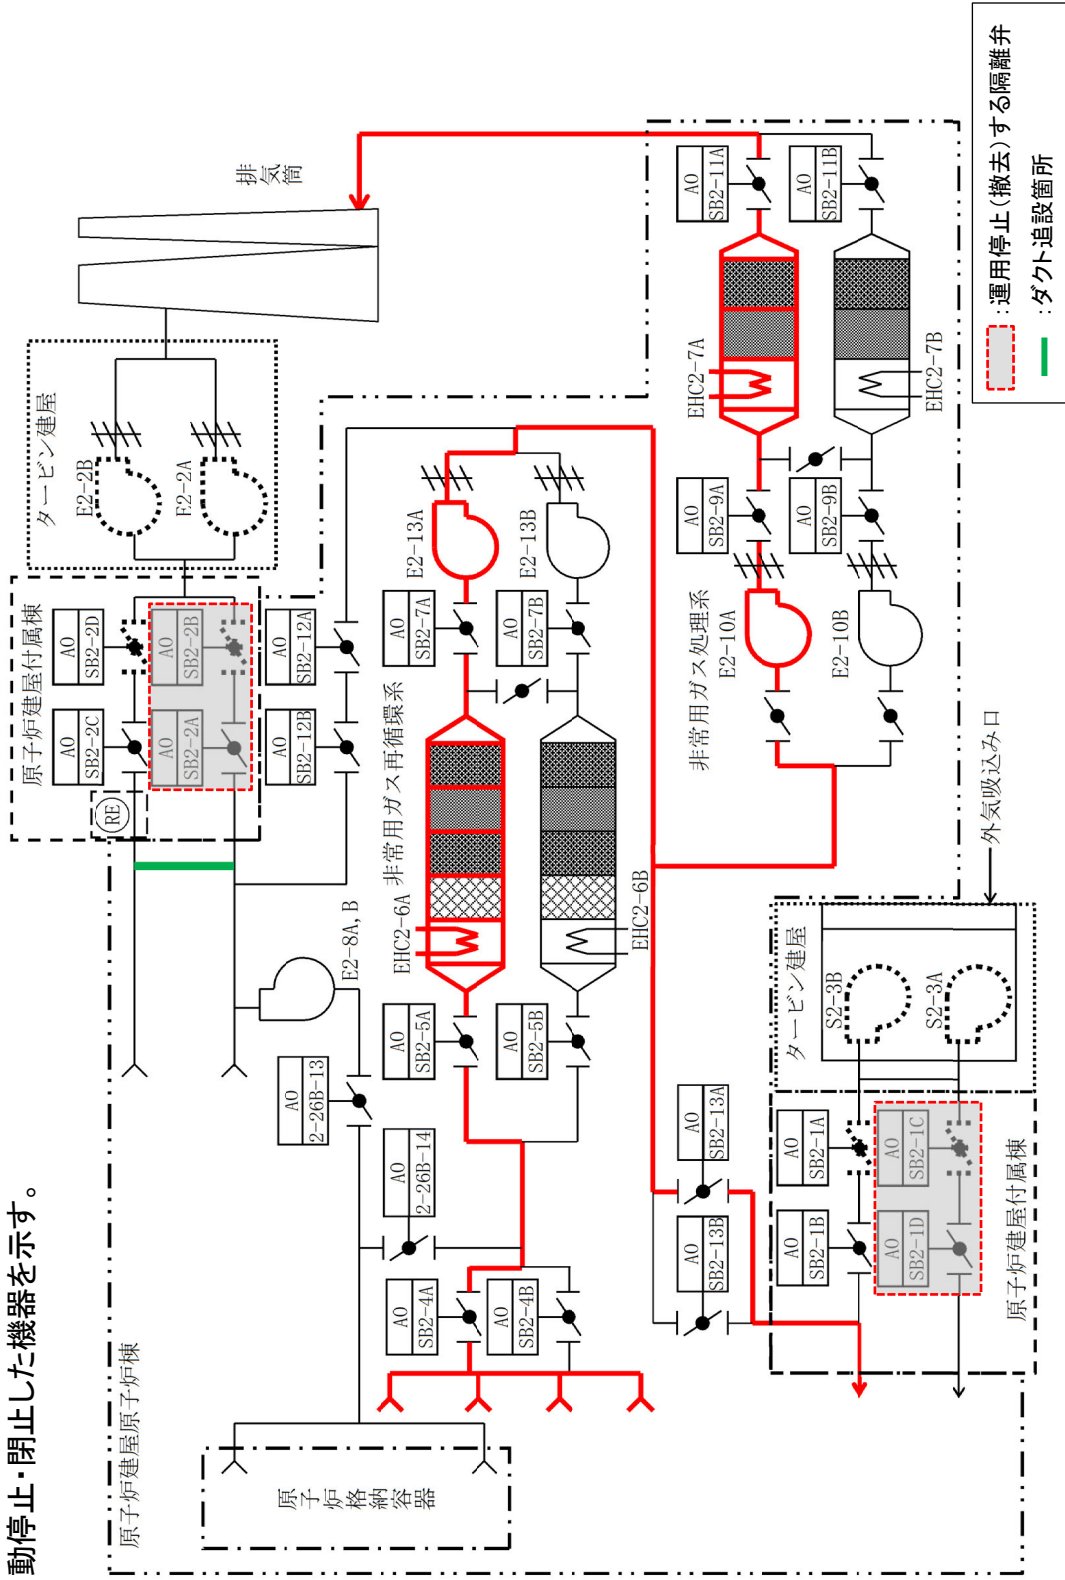 動停止・閉止した機器を示す。
原子炉建屋原子炉棟
原子炉建屋付属棟
タービン建屋
排気筒
AO
SB2-2C
AO
SB2-2D
AO
SB2-2A
AO
SB2-2B
E2-2B
E2-2A
RE
AO
SB2-12B
AO
SB2-12A
E2-8A, B
AO
2-26B-13
AO
2-26B-14
原子炉格納容器
非常用ガス再循環系
AO
SB2-4A
AO
SB2-4B
AO
SB2-5A
AO
SB2-5B
EHC2-6A
EHC2-6B
AO
SB2-7A
AO
SB2-7B
E2-13A
E2-13B
非常用ガス処理系
E2-10A
E2-10B
AO
SB2-9A
AO
SB2-9B
EHC2-7A
EHC2-7B
AO
SB2-11A
AO
SB2-11B
AO
SB2-13B
AO
SB2-13A
AO
SB2-1B
AO
SB2-1A
AO
SB2-1D
AO
SB2-1C
原子炉建屋付属棟
タービン建屋
S2-3B
S2-3A
外気吸込み口
:運用停止(撤去)する隔離弁
:ダクト追設箇所